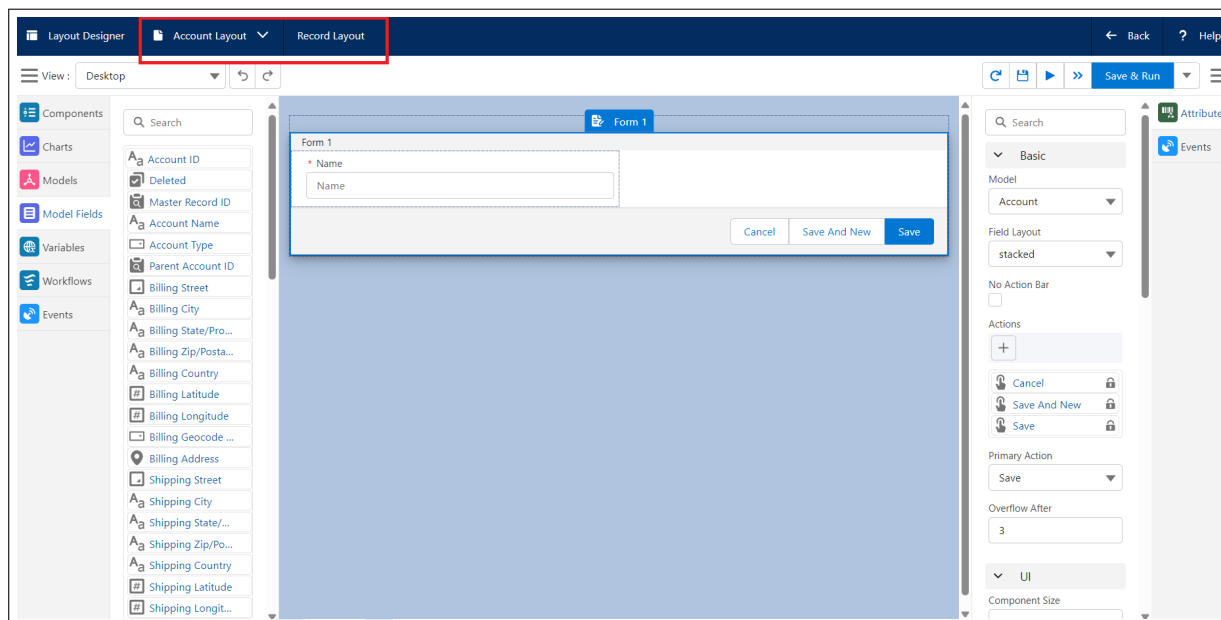 Layout Designer
Account Layout
Record Layout
Back
? Help
View :
Desktop
Save & Run
Components
Charts
Models
Model Fields
Variables
Workflows
Events
Search
Account ID
Deleted
Master Record ID
Account Name
Account Type
Parent Account ID
Billing Street
Billing City
Billing State/Pro...
Billing Zip/Posta...
Billing Country
Billing Latitude
Billing Longitude
Billing Geocode ...
Billing Address
Shipping Street
Shipping City
Shipping State/...
Shipping Zip/Po...
Shipping Country
Shipping Latitude
Shipping Longit...
Form 1
Form 1
* Name
Name
Cancel
Save And New
Save
Search
Basic
Model
Account
Field Layout
stacked
No Action Bar
Actions
Cancel
Save And New
Save
Primary Action
Save
Overflow After
3
UI
Component Size
Attribute
Events